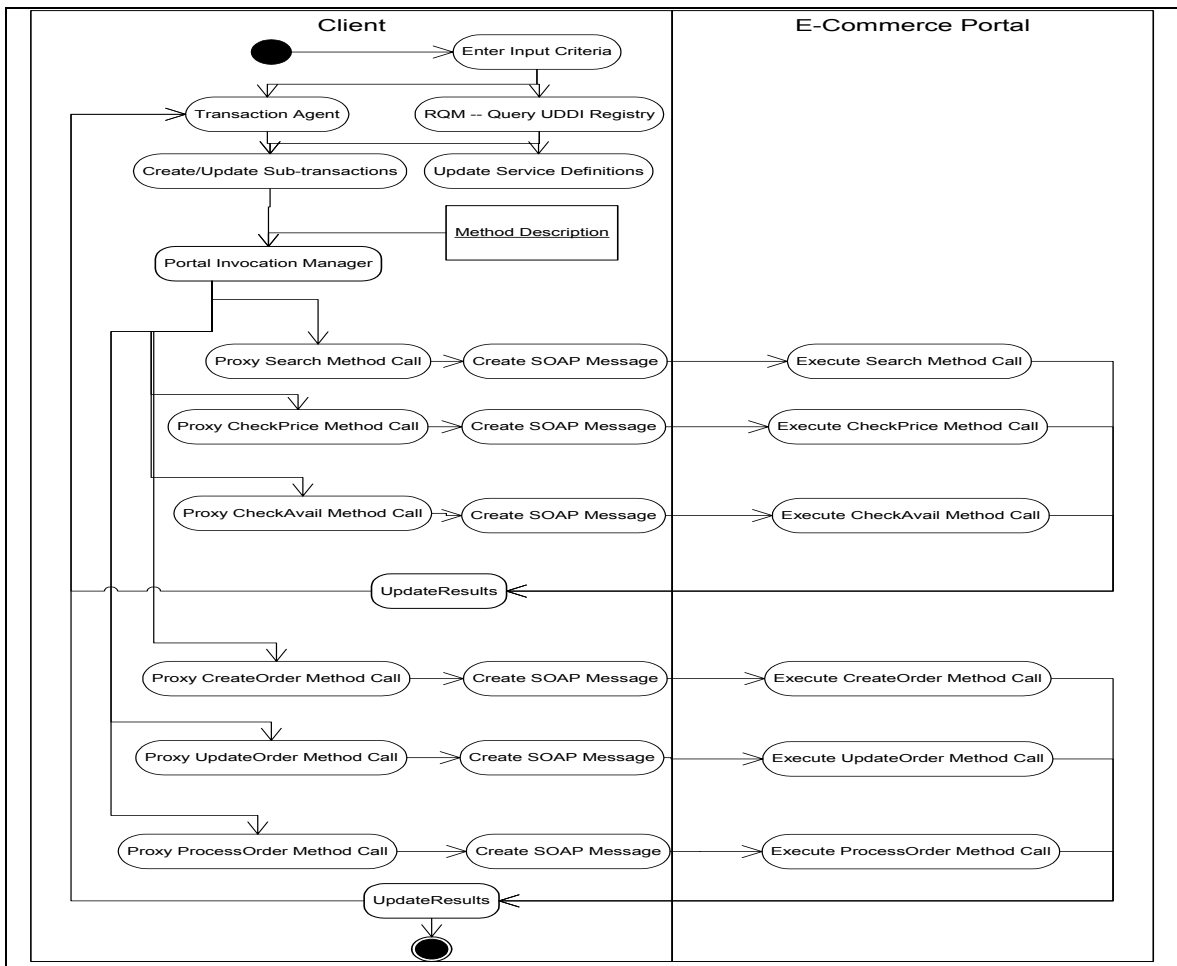 Client
E-Commerce Portal
Enter Input Criteria
Transaction Agent
RQM -- Query UDDI Registry
Create/Update Sub-transactions
Update Service Definitions
Method Description
Portal Invocation Manager
Proxy Search Method Call
Create SOAP Message
Execute Search Method Call
Proxy CheckPrice Method Call
Create SOAP Message
Execute CheckPrice Method Call
Proxy CheckAvail Method Call
Create SOAP Message
Execute CheckAvail Method Call
UpdateResults
Proxy CreateOrder Method Call
Create SOAP Message
Execute CreateOrder Method Call
Proxy UpdateOrder Method Call
Create SOAP Message
Execute UpdateOrder Method Call
Proxy ProcessOrder Method Call
Create SOAP Message
Execute ProcessOrder Method Call
UpdateResults